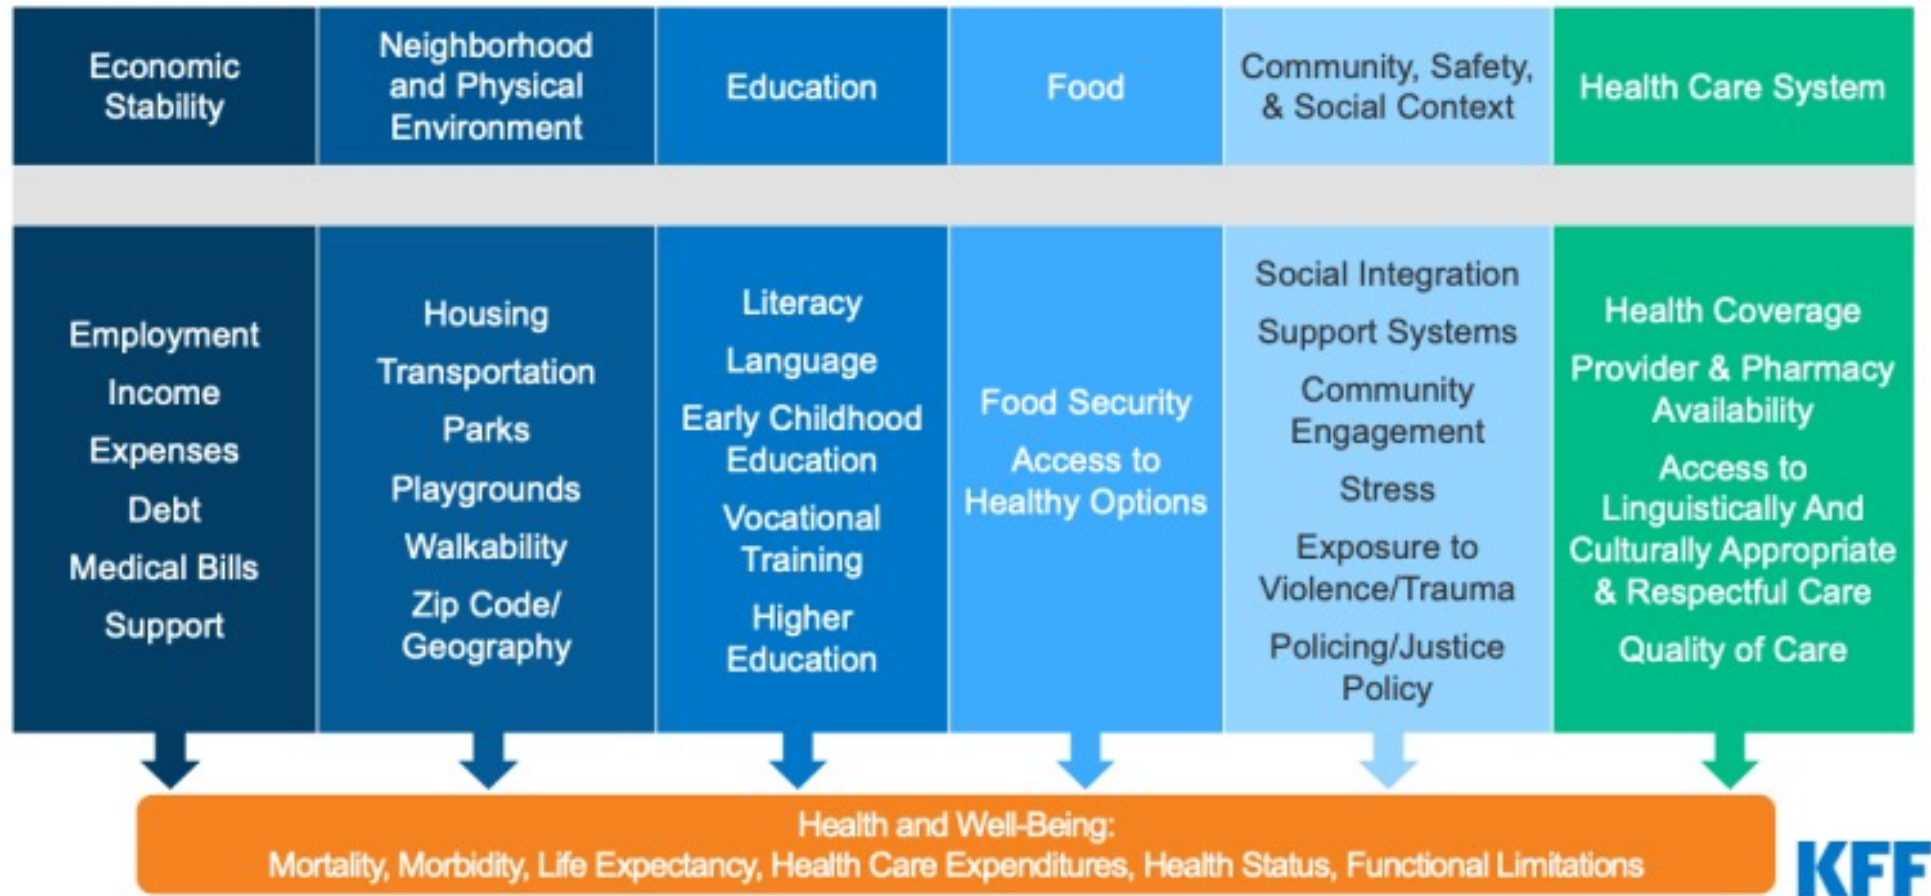 Economic
Stability
Neighborhood
and Physical
Environment
Education
Food
Community, Safety,
& Social Context
Health Care System
Employment
Income
Expenses
Debt
Medical Bills
Support
Housing
Transportation
Parks
Playgrounds
Walkability
Zip Code/
Geography
Literacy
Language
Early Childhood
Education
Vocational
Training
Higher
Education
Food Security
Access to
Healthy Options
Social Integration
Support Systems
Community
Engagement
Stress
Exposure to
Violence/Trauma
Policing/Justice
Policy
Health Coverage
Provider & Pharmacy
Availability
Access to
Linguistically And
Culturally Appropriate
& Respectful Care
Quality of Care
Health and Well-Being:
Mortality, Morbidity, Life Expectancy, Health Care Expenditures, Health Status, Functional Limitations
KFF